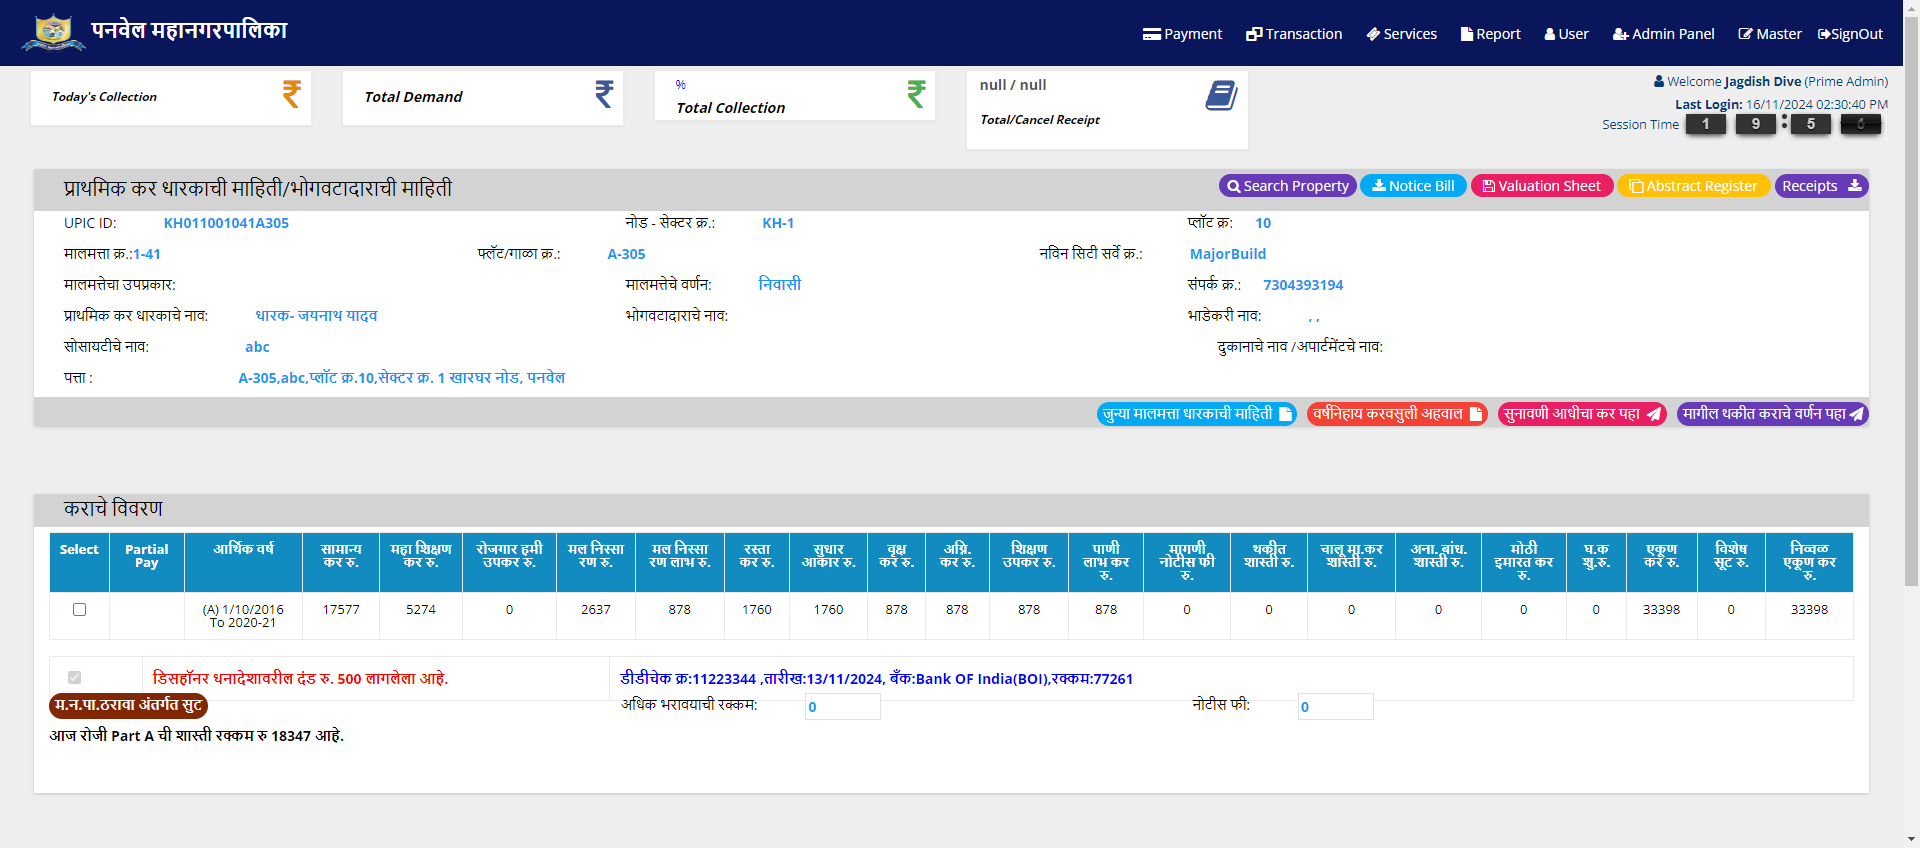 पनवेल महानगरपालिका
Payment Transaction Services Report User Admin Panel Master SignOut
Today's Collection
Total Demand
%
Total Collection
null / null
Total/Cancel Receipt
Welcome Jagdish Dive (Prime Admin)
Last Login: 16/11/2024 02:30:40 PM
Session Time 1 9 : 5
प्राथमिक कर धारकाची माहिती/भोगवटादाराची माहिती
Search Property Notice Bill Valuation Sheet Abstract Register Receipts
UPIC ID: KH011001041A305 नोड - सेक्टर क्र.: KH-1 प्लॉट क्र: 10
मालमत्ता क्र.:1-41 फ्लॅट/गाळा क्र.: A-305 नविन सिटी सर्वे क्र.: MajorBuild
मालमत्तेचा उपप्रकार: मालमत्तेचे वर्णन: निवासी संपर्क क्र.: 7304393194
प्राथमिक कर धारकाचे नाव: धारक- जयनाथ यादव भोगवटादाराचे नाव: भाडेकरी नाव: , ,
सोसायटीचे नाव: abc दुकानाचे नाव /अपार्टमेंटचे नाव:
पत्ता : A-305,abc,प्लॉट क्र.10,सेक्टर क्र. 1 खारघर नोड, पनवेल
जुन्या मालमत्ता धारकाची माहिती वर्षनिहाय करवसुली अहवाल सुनावणी आधीचा कर पहा मागील थकीत कराचे वर्णन पहा
कराचे विवरण
Select Partial आर्थिक वर्ष सामान्य महा शिक्षण रोजगार हमी मल निस्सा मल निस्सा रस्ता सुधार वृक्ष अग्नि. शिक्षण पाणी मागणी थकीत चालू मा.कर अना. बांध. मोठी घ.क एकूण विशेष निव्वळ
Pay कर रु. कर रु. उपकर रु. रण रु. रण लाभ रु. कर रु. आकार रु. कर रु. कर रु. उपकर रु. लाभ कर नोटीस फी शास्ती रु. शास्ती रु. शास्ती रु. इमारत कर शु.रु. कर रु. सूट रु. एकूण कर
रु. रु. रु. रु.
(A) 1/10/2016 17577 5274 0 2637 878 1760 1760 878 878 878 878 0 0 0 0 0 0 33398 0 33398
To 2020-21
डिसहॉनर धनादेशावरील दंड रु. 500 लागलेला आहे. डीडीचेक क्र:11223344 ,तारीख:13/11/2024, बँक:Bank OF India(BOI),रक्कम:77261
म.न.पा.ठरावा अंतर्गत सुट अधिक भरावयाची रक्कम: 0 नोटीस फी: 0
आज रोजी Part A ची शास्ती रक्कम रु 18347 आहे.